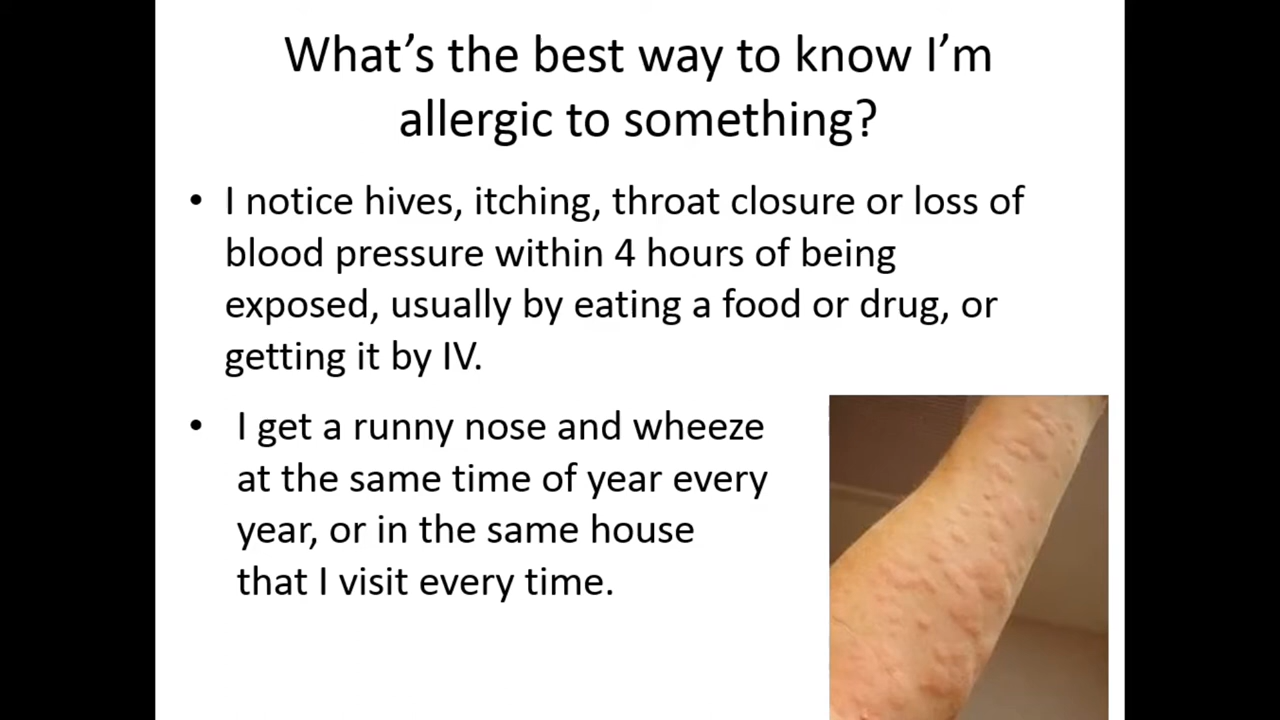 What’s the best way to know I’m
allergic to something?
• I notice hives, itching, throat closure or loss of
blood pressure within 4 hours of being
exposed, usually by eating a food or drug, or
getting it by IV.
• I get a runny nose and wheeze
at the same time of year every
year, or in the same house
that I visit every time.